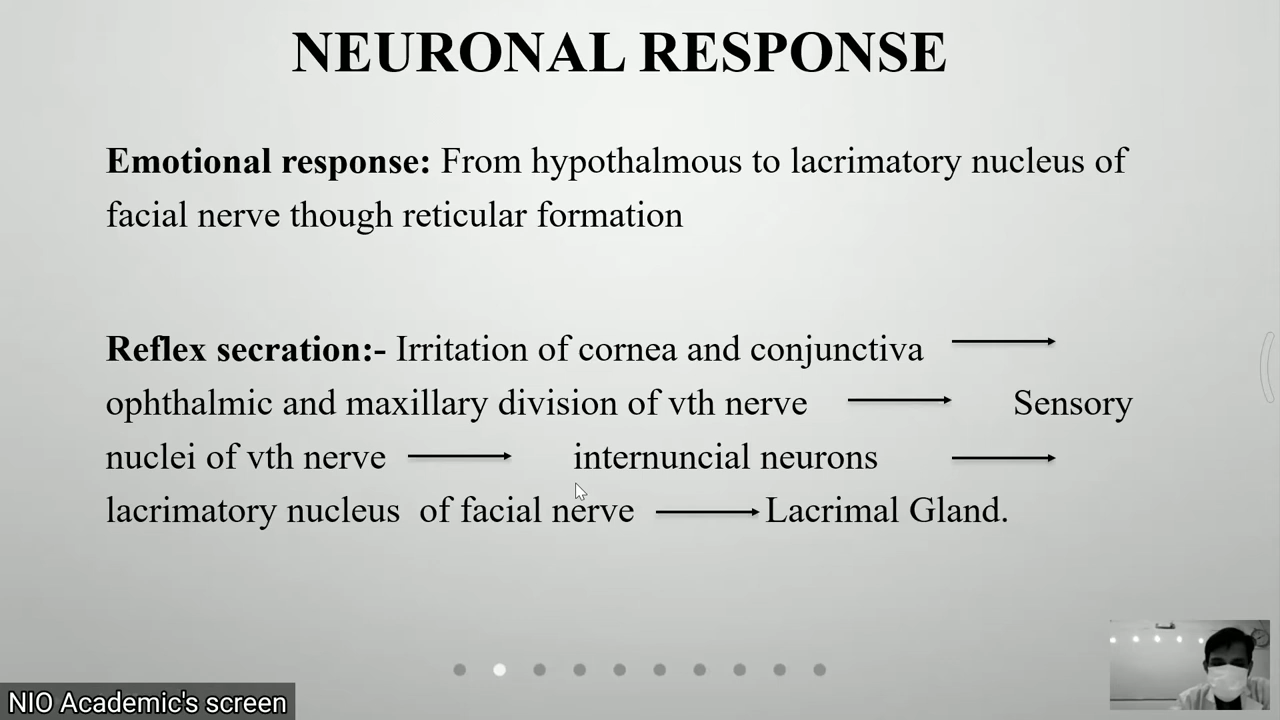 NEURONAL RESPONSE
Emotional response: From hypothalmous to lacrimatory nucleus of
facial nerve though reticular formation
Reflex secration:- Irritation of cornea and conjunctiva
ophthalmic and maxillary division of vth nerve Sensory
nuclei of vth nerve internuncial neurons
lacrimatory nucleus of facial nerve Lacrimal Gland.
NIO Academic's screen